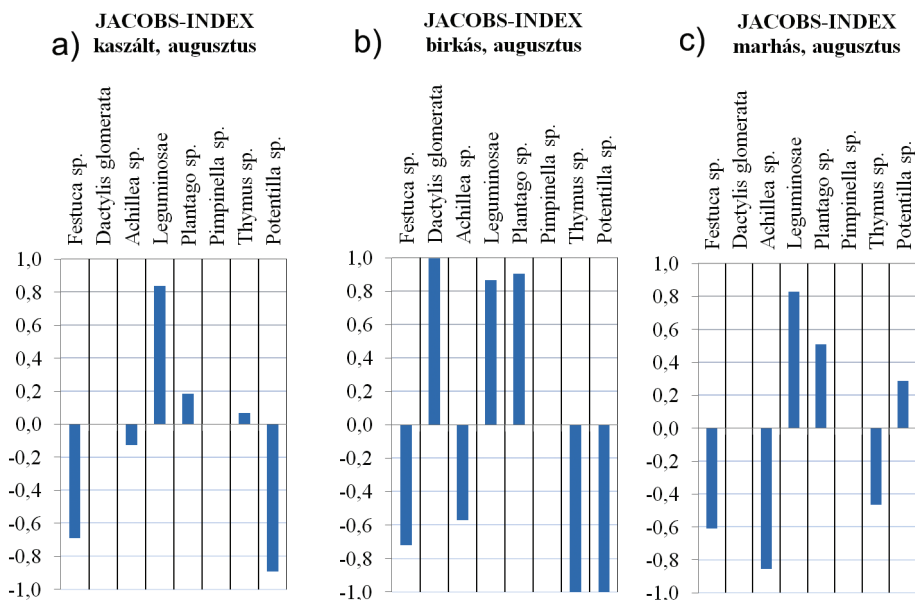 a)
JACOBS-INDEX
kaszált, augusztus
Festuca sp.
Dactylis glomerata
Achillea sp.
Leguminosae
Plantago sp.
Pimpinella sp.
Thymus sp.
Potentilla sp.
1,0
0,8
0,6
0,4
0,2
0,0
-0,2
-0,4
-0,6
-0,8
-1,0
b)
JACOBS-INDEX
birkás, augusztus
Festuca sp.
Dactylis glomerata
Achillea sp.
Leguminosae
Plantago sp.
Pimpinella sp.
Thymus sp.
Potentilla sp.
1,0
0,8
0,6
0,4
0,2
0,0
-0,2
-0,4
-0,6
-0,8
-1,0
c)
JACOBS-INDEX
marhás, augusztus
Festuca sp.
Dactylis glomerata
Achillea sp.
Leguminosae
Plantago sp.
Pimpinella sp.
Thymus sp.
Potentilla sp.
1,0
0,8
0,6
0,4
0,2
0,0
-0,2
-0,4
-0,6
-0,8
-1,0